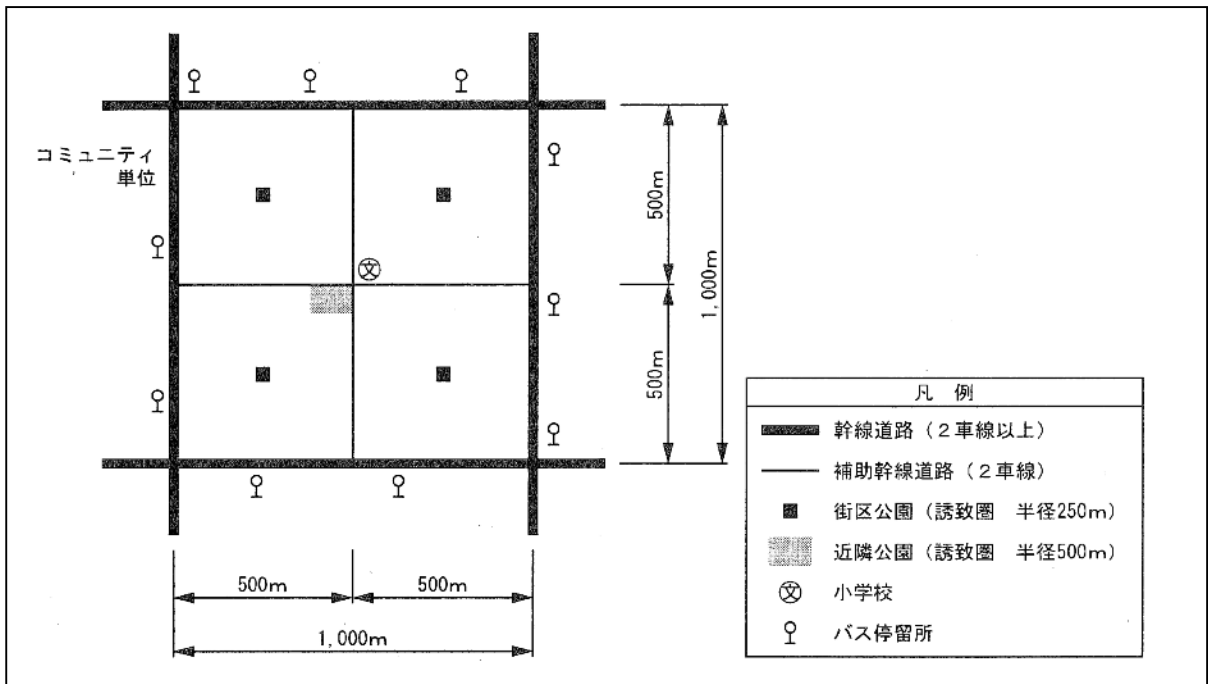 コミュニティ
単位
文
500m
500m
1,000m
500m
500m
1,000m
凡 例
幹線道路(2車線以上)
補助幹線道路(2車線)
街区公園(誘致圏 半径250m)
近隣公園(誘致圏 半径500m)
文 小学校
バス停留所